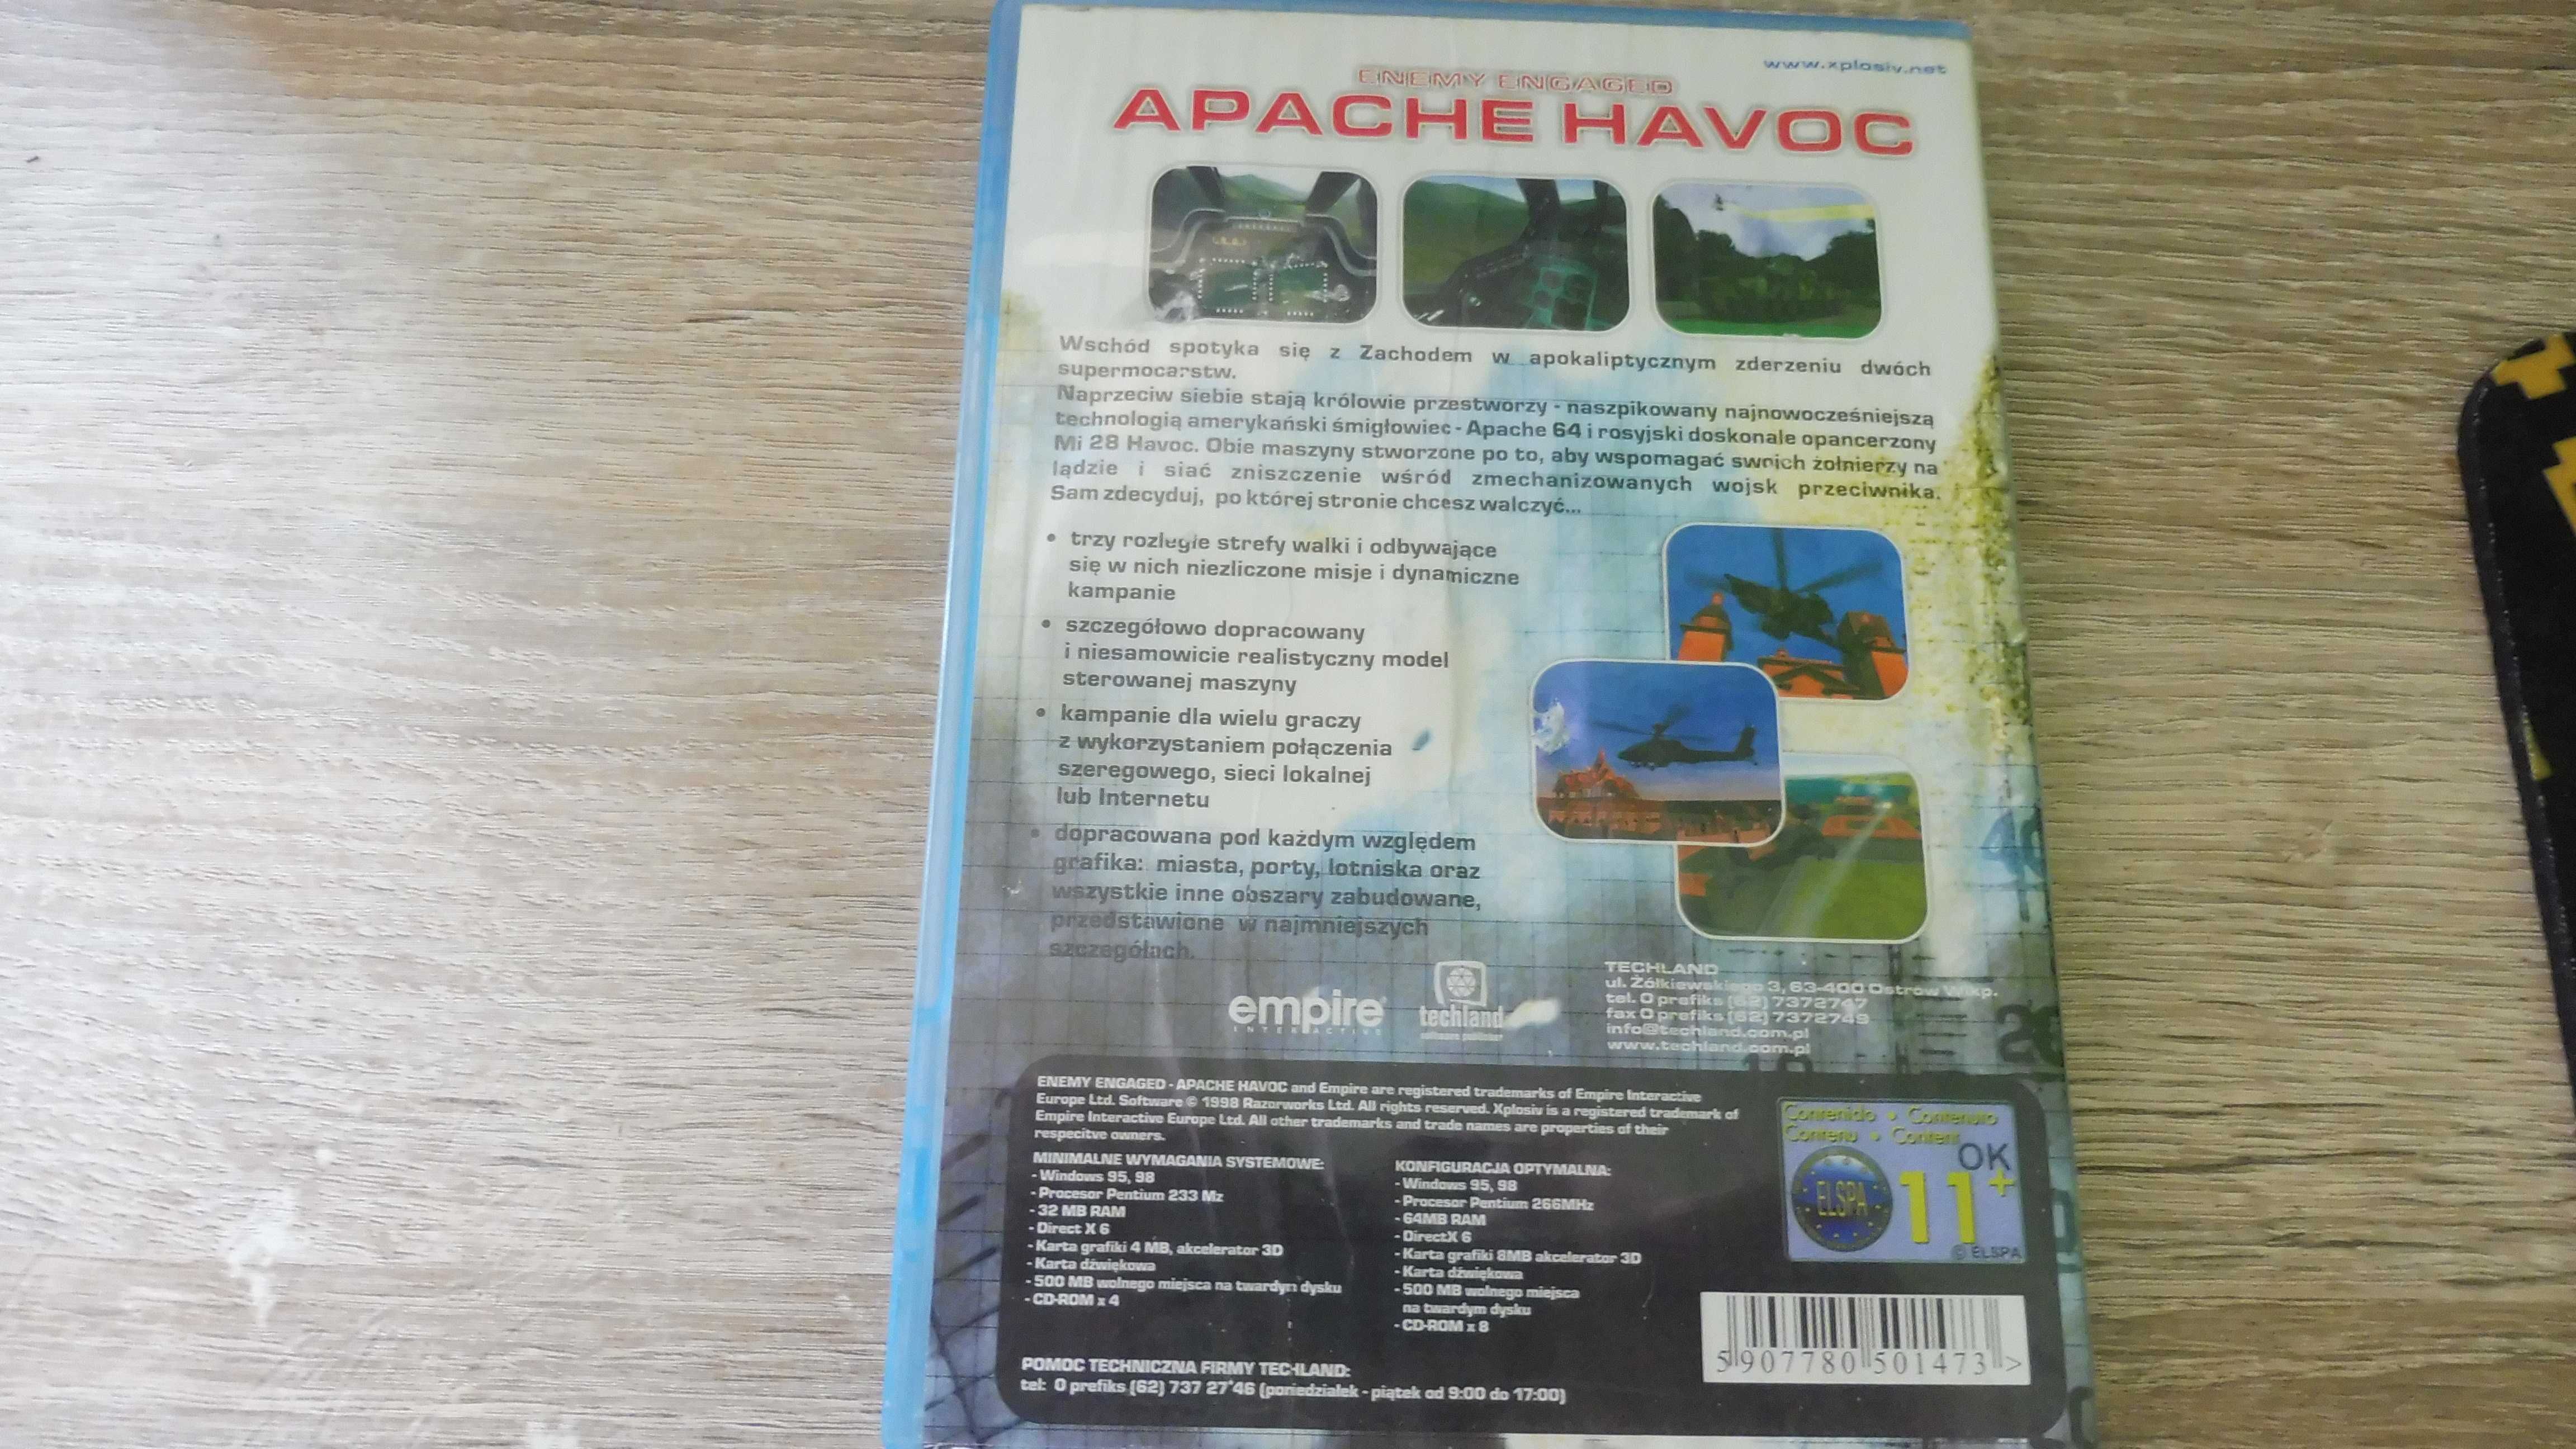 www.xplosiv.net
ENEMY ENGAGED
APACHE HAVOC
Wschód spotyka się z Zachodem w apokaliptycznym zderzeniu dwóch
supermocarstw.
Naprzeciw siebie stają królowie przestworzy - naszpikowany najnowocześniejszą
technologią amerykański śmigłowiec - Apache 64 i rosyjski doskonale opancerzony
Mi 28 Havoc. Obie maszyny stworzone po to, aby wspomagać swoich żołnierzy na
lądzie i siać zniszczenie wśród zmechanizowanych wojsk przeciwnika.
Sam zdecyduj, po której stronie chcesz walczyć...
• trzy rozległe strefy walki i odbywające
się w nich niezliczone misje i dynamiczne
kampanie
• szczegółowo dopracowany
i niesamowicie realistyczny model
sterowanej maszyny
• kampanie dla wielu graczy
z wykorzystaniem połączenia
szeregowego, sieci lokalnej
lub Internetu
• dopracowana pod każdym względem
grafika: miasta, porty, lotniska oraz
wszystkie inne obszary zabudowane,
przedstawione w najmniejszych
szczegółach.
empire
INTERACTIVE
techland
software publisher
TECHLAND
ul. Żółkiewskiego 3, 63-400 Ostrów Wlkp.
tel. 0 prefiks (62) 7372747
fax 0 prefiks (62) 7372749
info@techland.com.pl
www.techland.com.pl
ENEMY ENGAGED - APACHE HAVOC and Empire are registered trademarks of Empire Interactive
Europe Ltd. Software © 1998 Razorworks Ltd. All rights reserved. Xplosiv is a registered trademark of
Empire Interactive Europe Ltd. All other trademarks and trade names are properties of their
respecitve owners.
MINIMALNE WYMAGANIA SYSTEMOWE:
- Windows 95, 98
- Procesor Pentium 233 Mz
- 32 MB RAM
- Direct X 6
- Karta grafiki 4 MB, akcelerator 3D
- Karta dźwiękowa
- 500 MB wolnego miejsca na twardym dysku
- CD-ROM x 4
KONFIGURACJA OPTYMALNA:
- Windows 95, 98
- Procesor Pentium 266MHz
- 64MB RAM
- DirectX 6
- Karta grafiki 8MB akcelerator 3D
- Karta dźwiękowa
- 500 MB wolnego miejsca
na twardym dysku
- CD-ROM x 8
Contenido • Contenuto
Contenu • Content
OK
ELSPA
11+
© ELSPA
5 907780 501473 >
POMOC TECHNICZNA FIRMY TECHLAND:
tel: 0 prefiks (62) 737 27 46 (poniedziałek - piątek od 9:00 do 17:00)